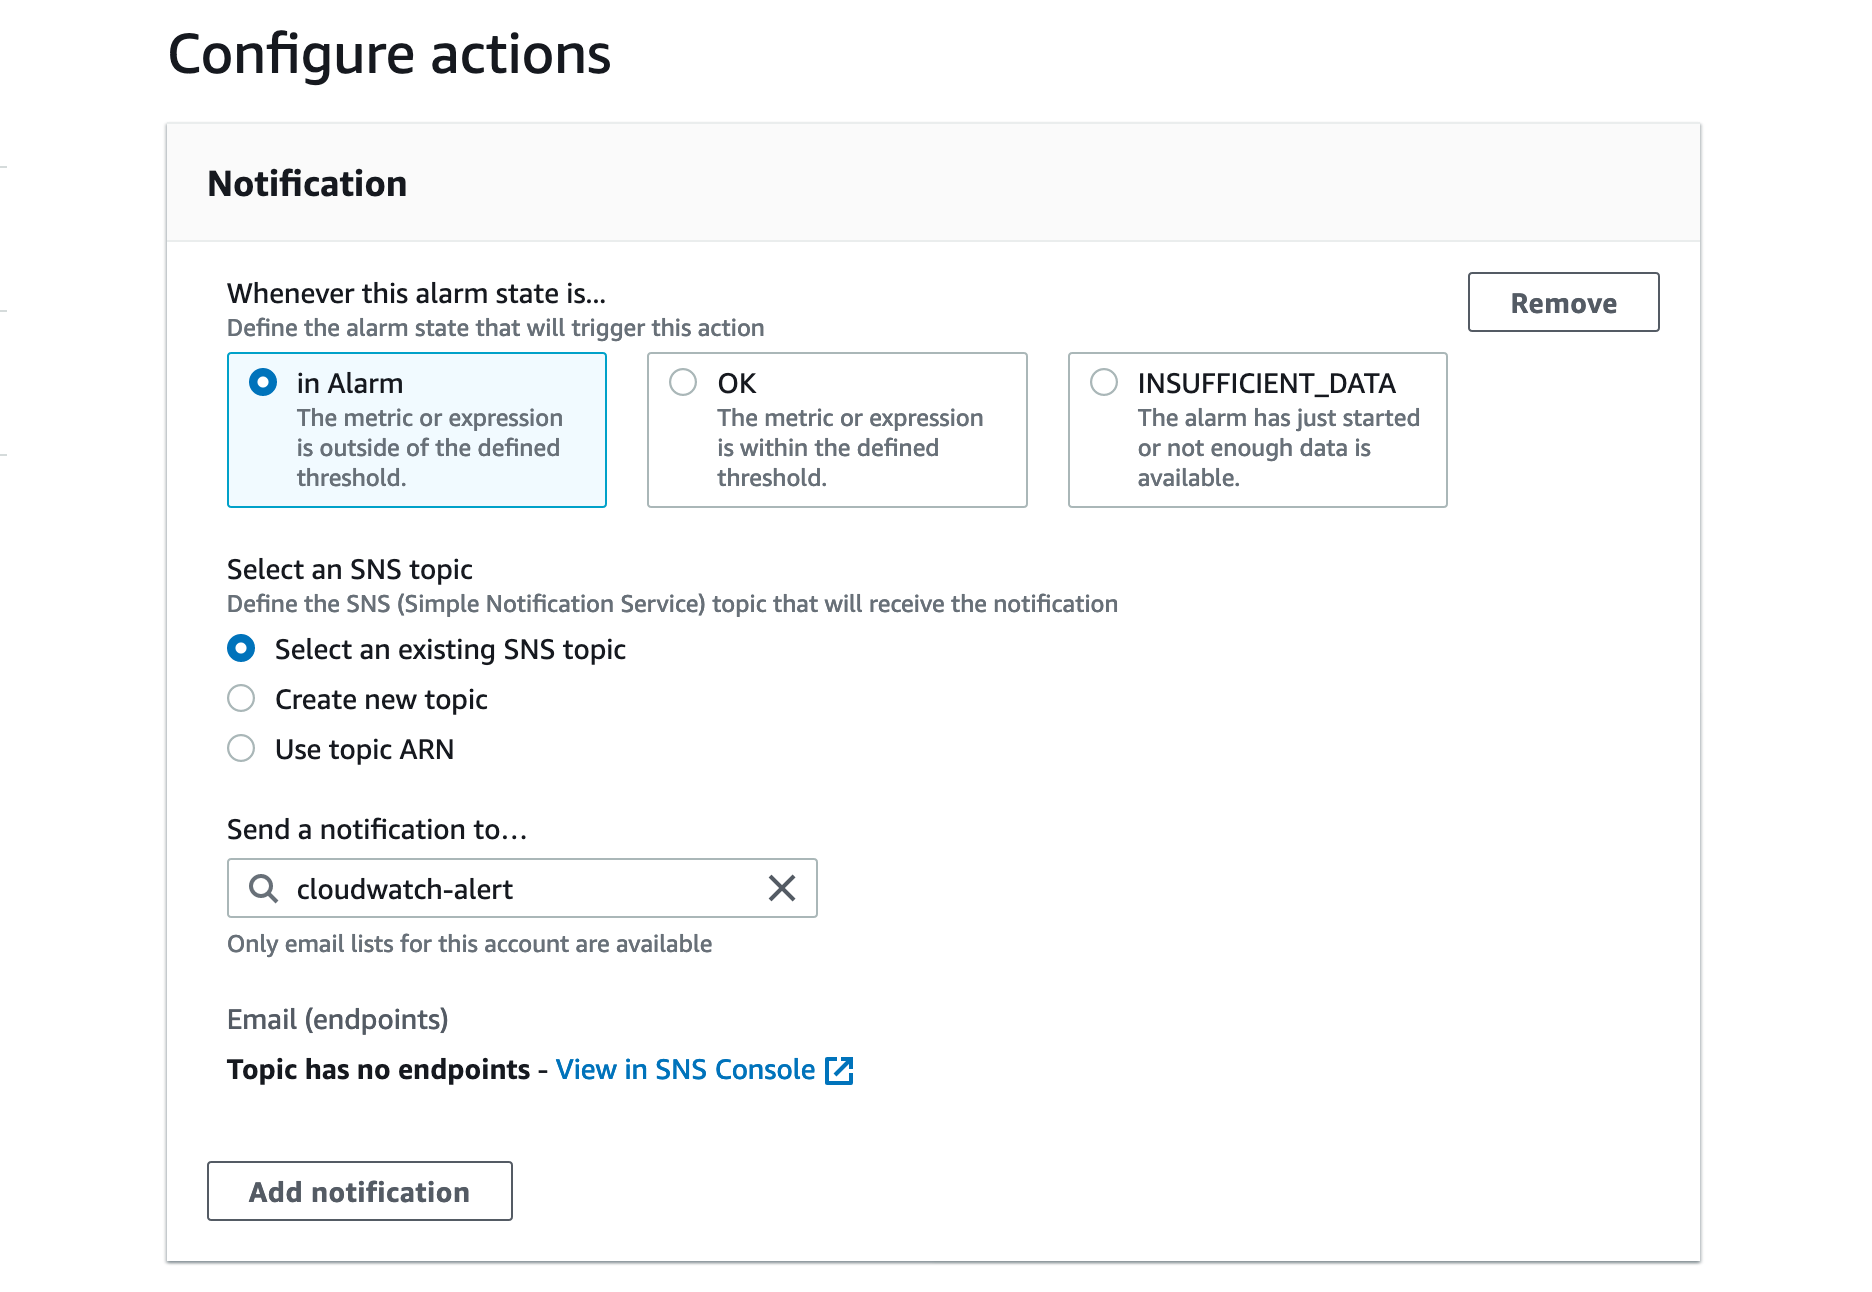 Configure actions
Notification
Whenever this alarm state is...
Define the alarm state that will trigger this action
Remove
in Alarm
The metric or expression
is outside of the defined
threshold.
OK
The metric or expression
is within the defined
threshold.
INSUFFICIENT_DATA
The alarm has just started
or not enough data is
available.
Select an SNS topic
Define the SNS (Simple Notification Service) topic that will receive the notification
Select an existing SNS topic
Create new topic
Use topic ARN
Send a notification to…
cloudwatch-alert
Only email lists for this account are available
Email (endpoints)
Topic has no endpoints - View in SNS Console
Add notification